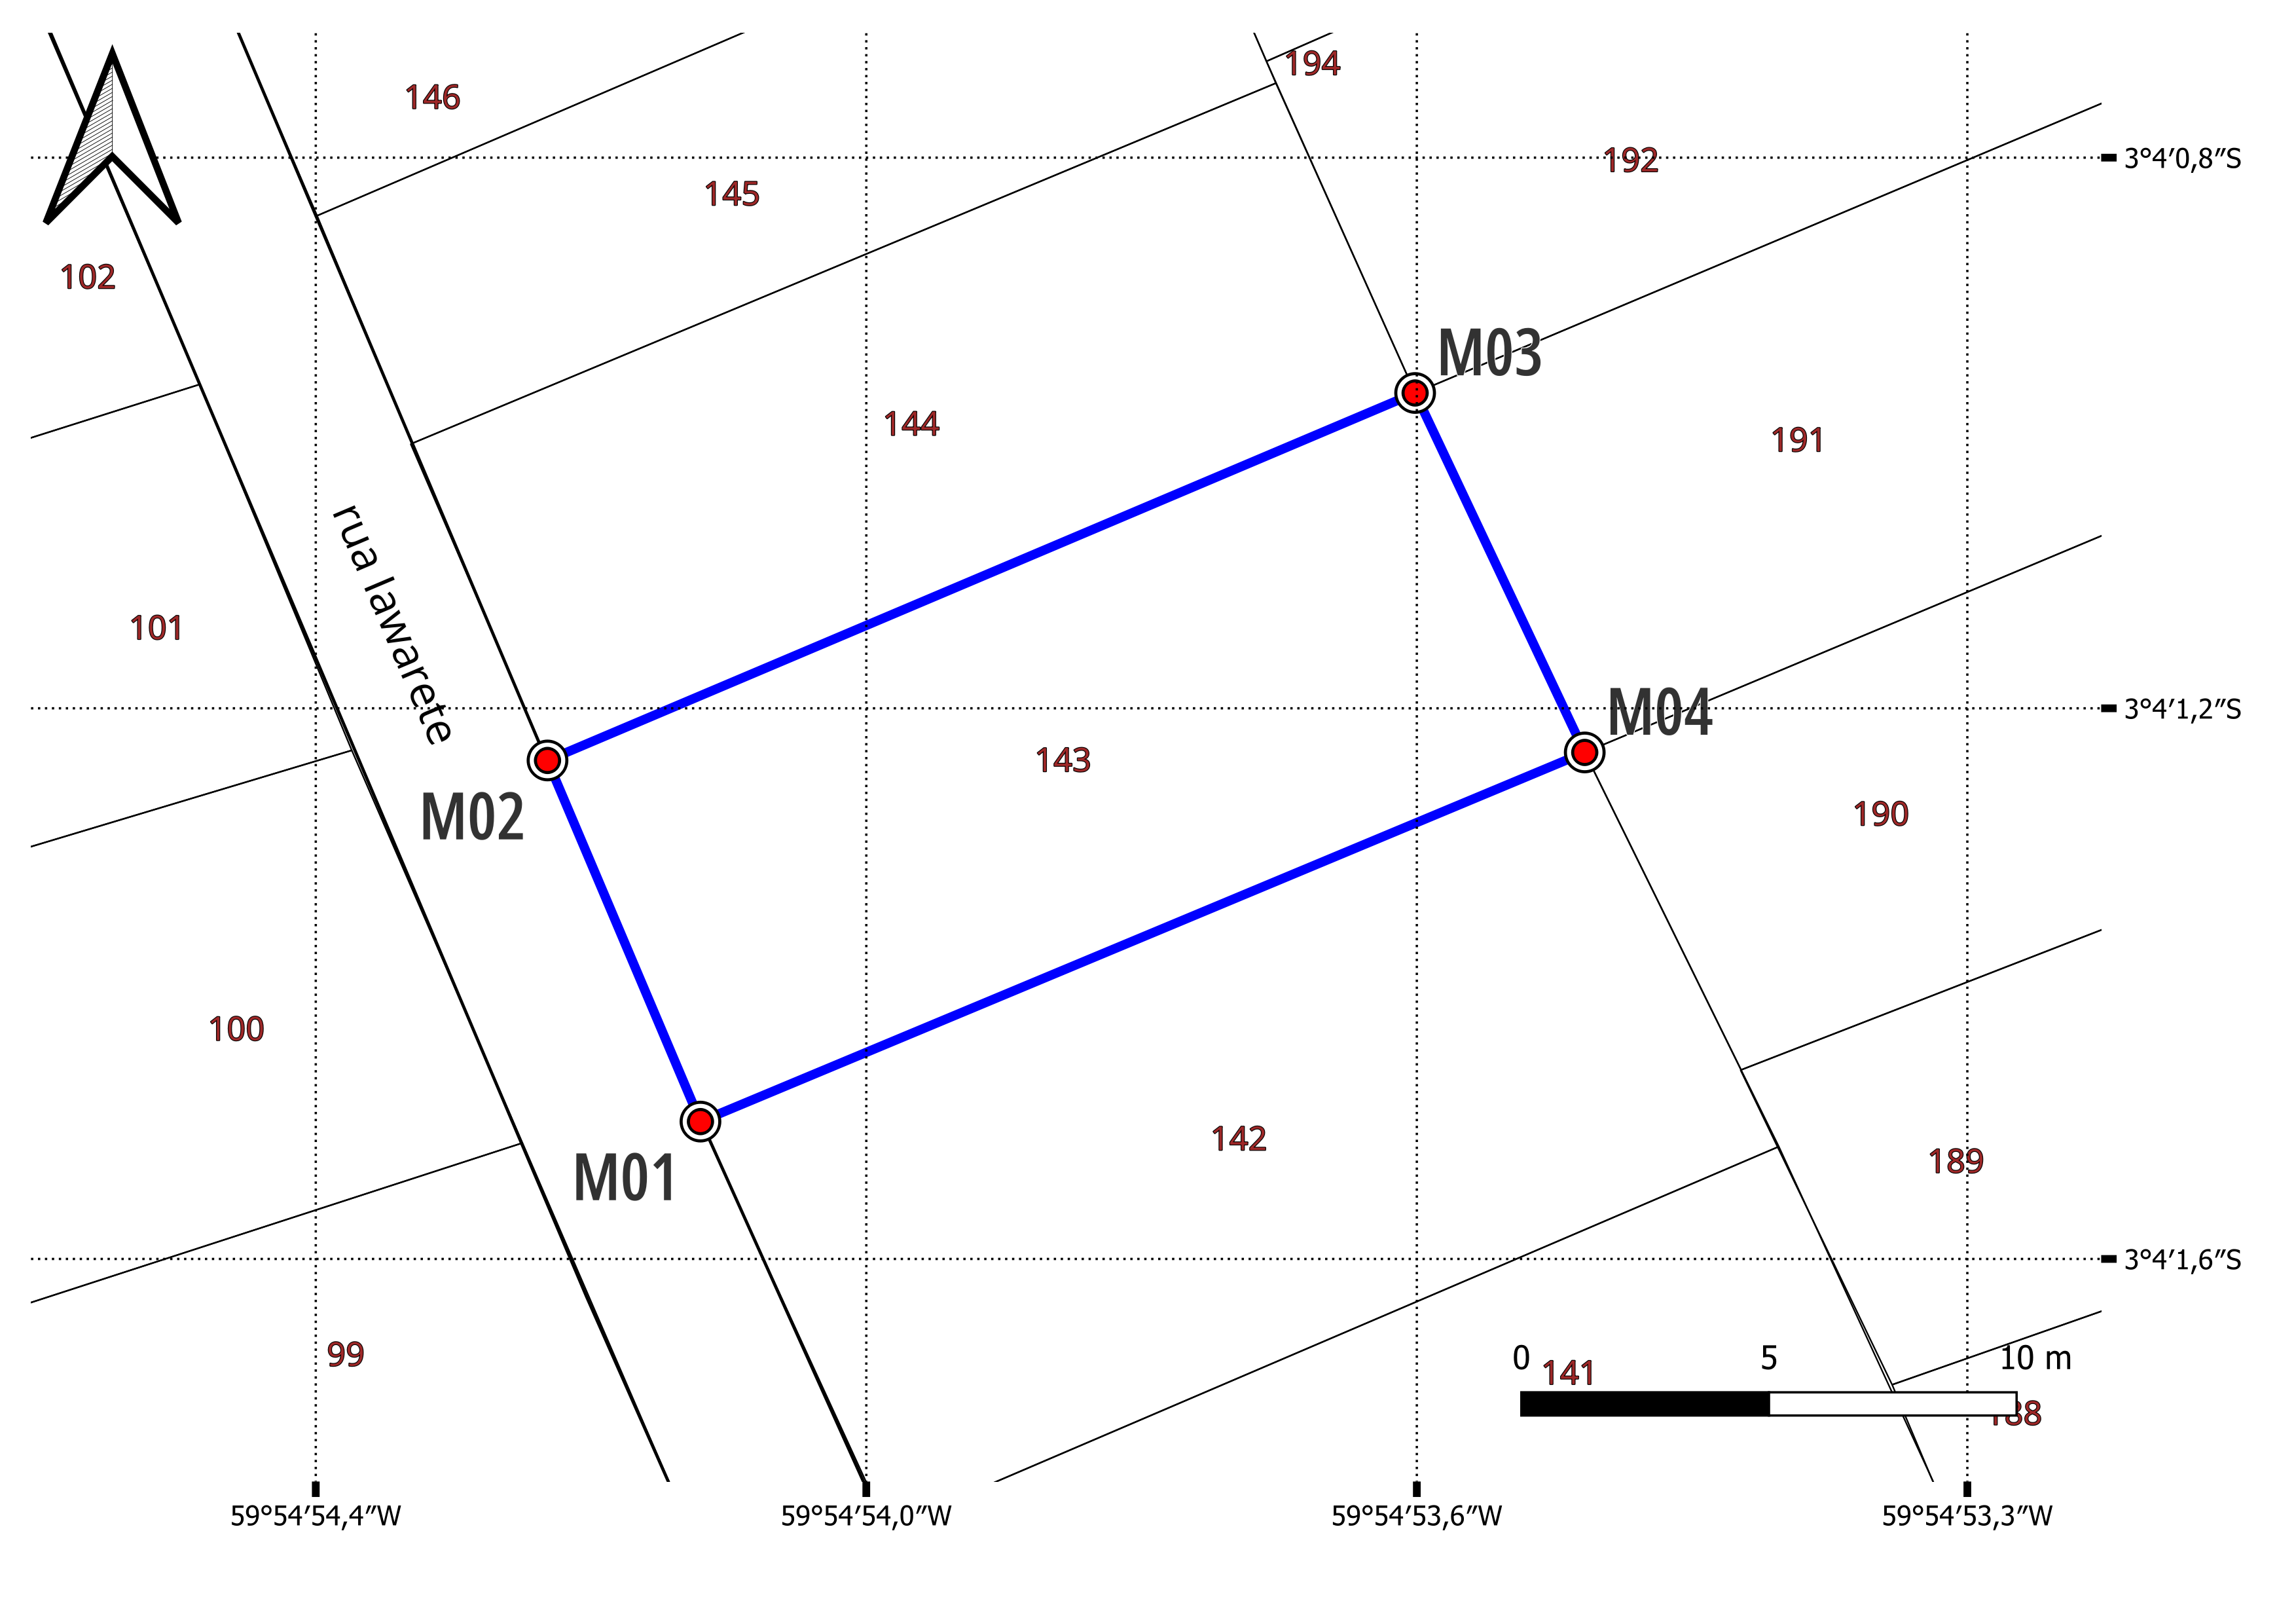 194
146
192
3°4′0,8″S
145
102
M03
144
191
rua Iawarete
101
M04
3°4′1,2″S
143
M02
190
100
142
M01
189
3°4′1,6″S
99
0 5 10 m
141
188
59°54′54,4″W 59°54′54,0″W 59°54′53,6″W 59°54′53,3″W